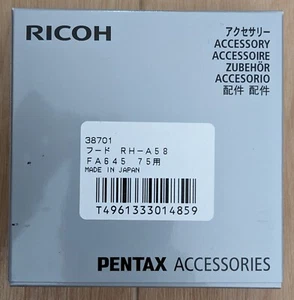 RICOH
アクセサリー
ACCESSORY
ACCESSOIRE
ZUBEHÖR
ACCESORIO
配件 配件
38701
フード RH-A58
FA645 75用
MADE IN JAPAN
T4961333014859
PENTAX ACCESSORIES